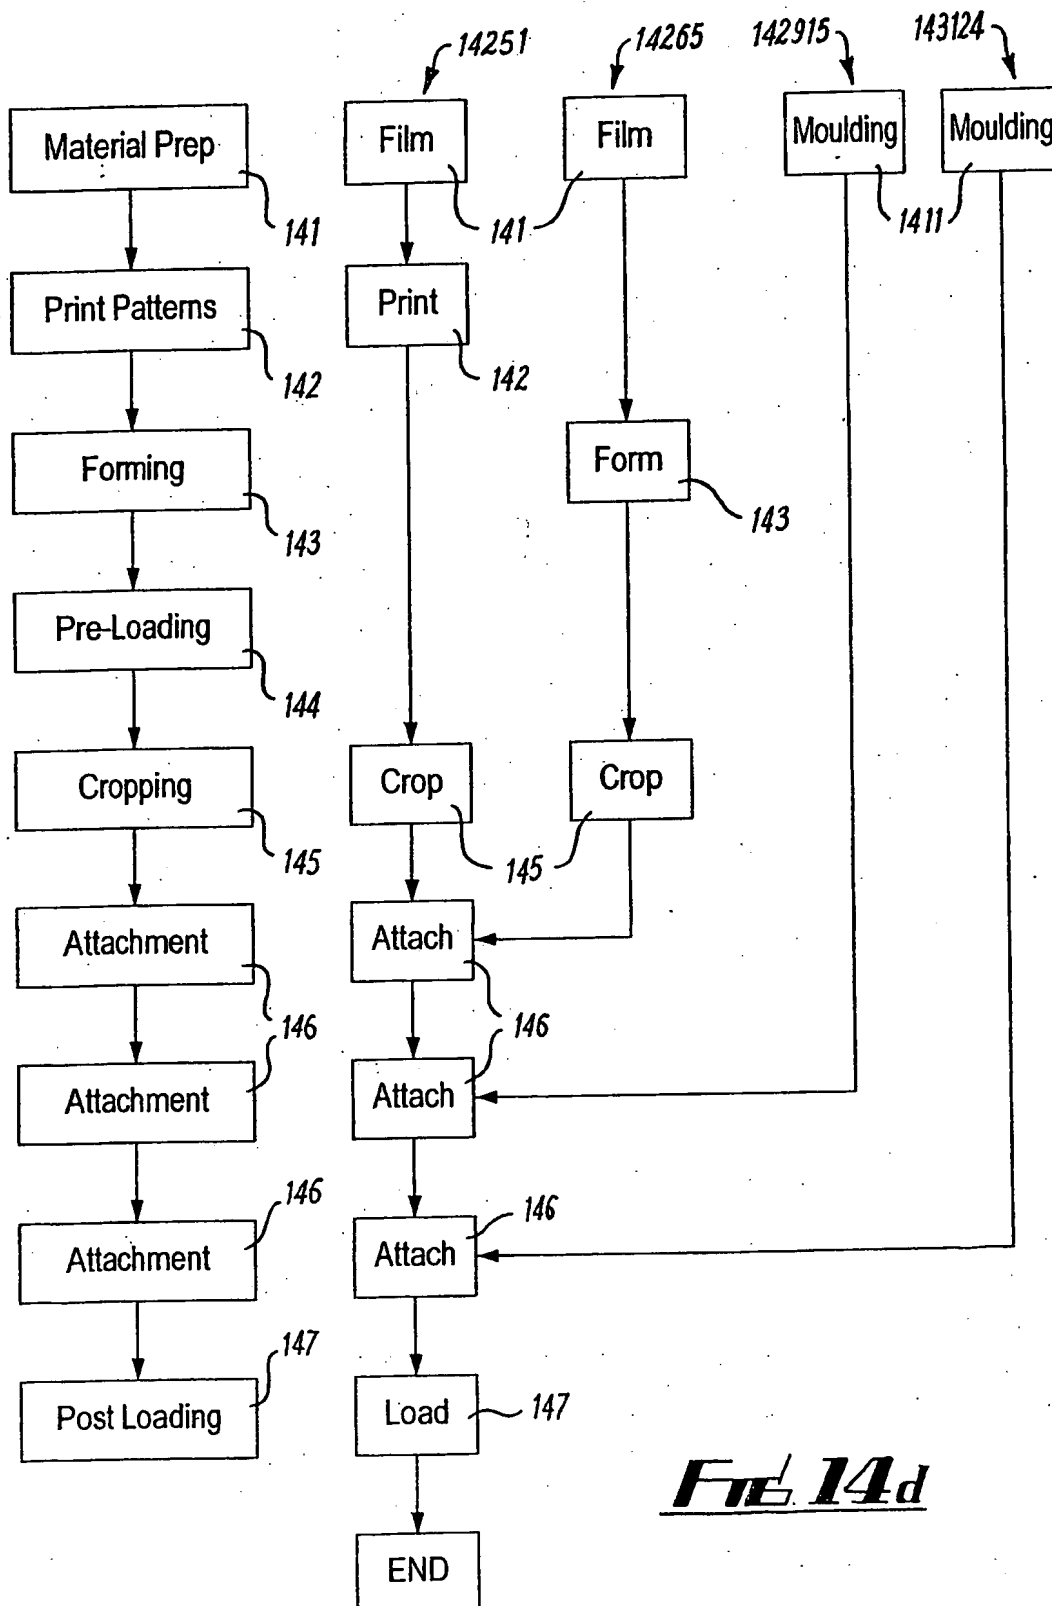 14251
14265
142915
143124
Material Prep
Film
Film
Moulding
Moulding
141
141
1411
Print Patterns
Print
142
142
Forming
Form
143
143
Pre-Loading
144
Cropping
Crop
Crop
145
145
Attachment
Attach
146
146
Attachment
Attach
146
146
Attachment
Attach
147
Post Loading
Load
147
END
FIG. 14d